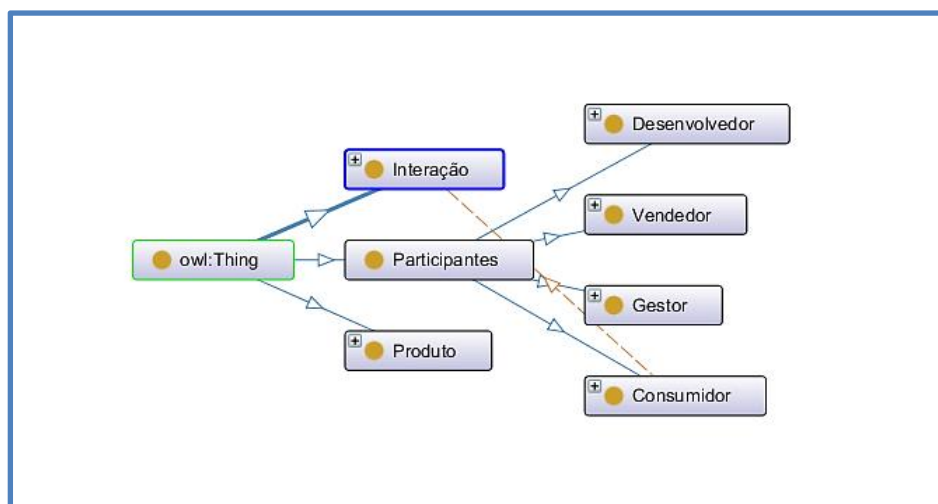 Desenvolvedor
Interação
Vendedor
owl:Thing
Participantes
Gestor
Produto
Consumidor